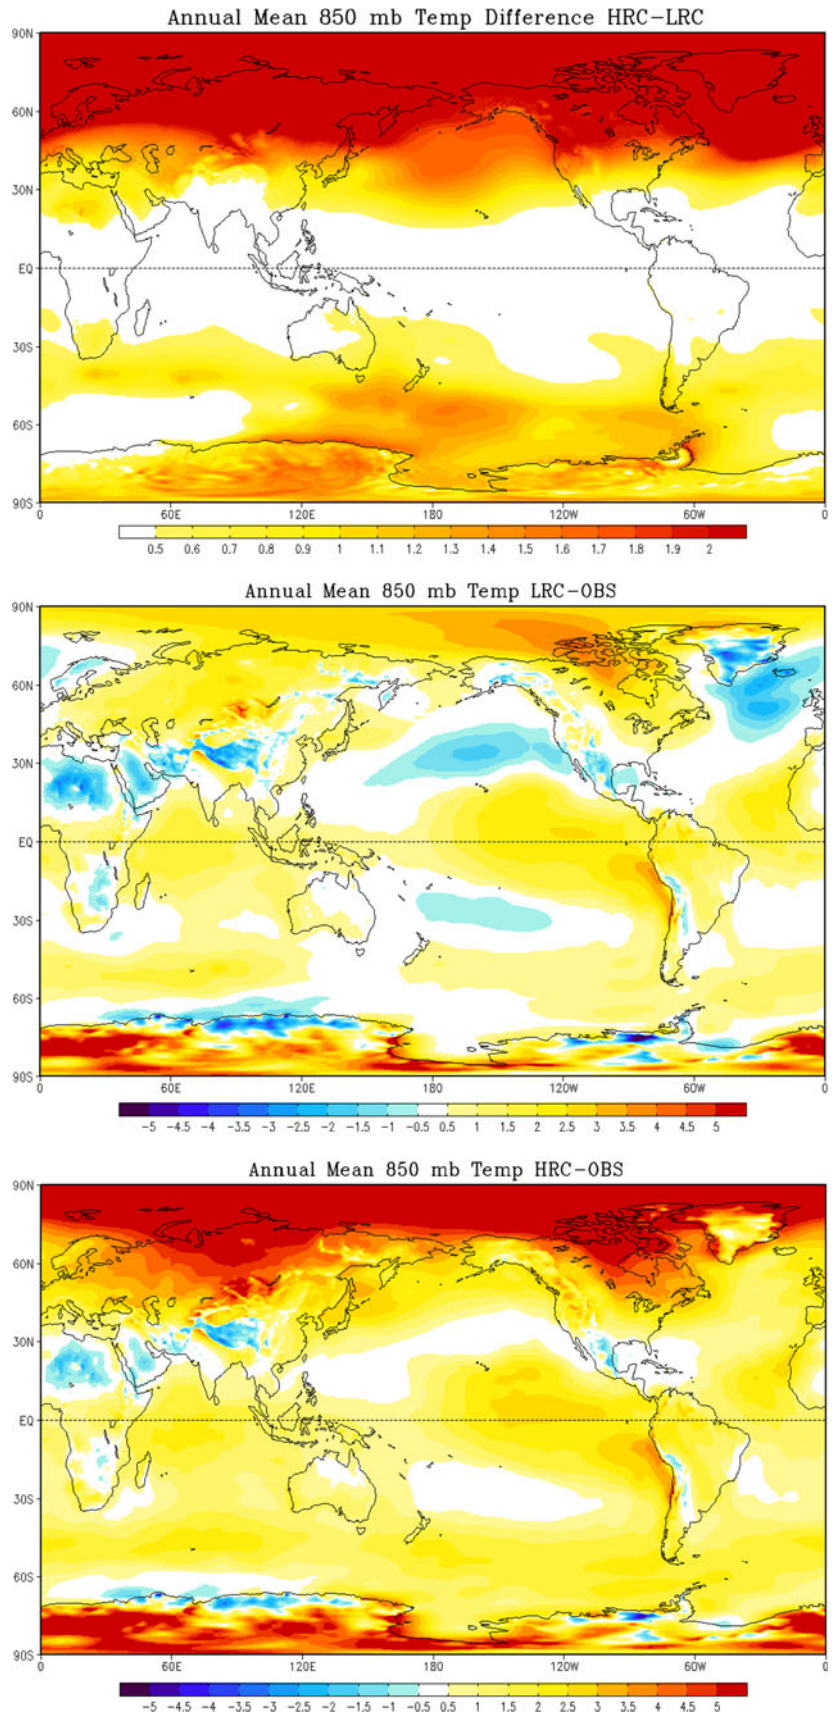 Annual Mean 850 mb Temp Difference HRC-LRC
90N
60N
30N
EQ
30S
60S
90S
0 60E 120E 180 120W 60W 0
0.5 0.6 0.7 0.8 0.9 1 1.1 1.2 1.3 1.4 1.5 1.6 1.7 1.8 1.9 2
Annual Mean 850 mb Temp LRC-OBS
90N
60N
30N
EQ
30S
60S
90S
0 60E 120E 180 120W 60W 0
-5 -4.5 -4 -3.5 -3 -2.5 -2 -1.5 -1 -0.5 0.5 1 1.5 2 2.5 3 3.5 4 4.5 5
Annual Mean 850 mb Temp HRC-OBS
90N
60N
30N
EQ
30S
60S
90S
0 60E 120E 180 120W 60W 0
-5 -4.5 -4 -3.5 -3 -2.5 -2 -1.5 -1 -0.5 0.5 1 1.5 2 2.5 3 3.5 4 4.5 5